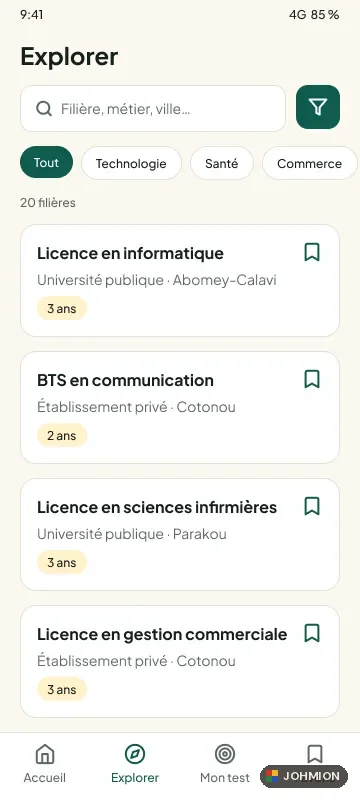 9:41
4G 85 %
Explorer
Filière, métier, ville…
Tout
Technologie
Santé
Commerce
20 filières
Licence en informatique
Université publique · Abomey-Calavi
3 ans
BTS en communication
Établissement privé · Cotonou
2 ans
Licence en sciences infirmières
Université publique · Parakou
3 ans
Licence en gestion commerciale
Établissement privé · Cotonou
3 ans
Accueil
Explorer
Mon test
JOHMION